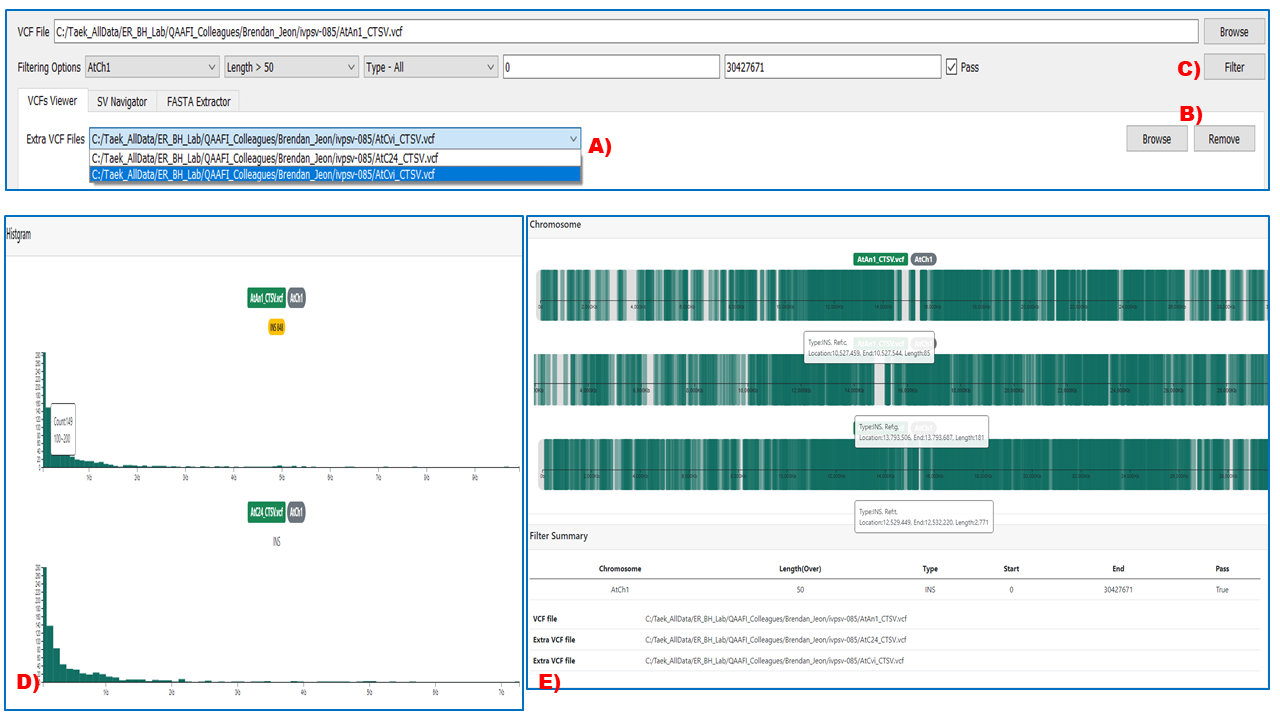 VCF File C:/Taek_AllData/ER_BH_Lab/QAAFI_Colleagues/Brendan_Jeon/ivpsv-085/AtAn1_CTSV.vcf Browse
Filtering Options AtCh1 Length > 50 Type - All 0 30427671 Pass C) Filter
VCFs Viewer SV Navigator FASTA Extractor
B)
Extra VCF Files C:/Taek_AllData/ER_BH_Lab/QAAFI_Colleagues/Brendan_Jeon/ivpsv-085/AtCvi_CTSV.vcf A) Browse Remove
C:/Taek_AllData/ER_BH_Lab/QAAFI_Colleagues/Brendan_Jeon/ivpsv-085/AtC24_CTSV.vcf
C:/Taek_AllData/ER_BH_Lab/QAAFI_Colleagues/Brendan_Jeon/ivpsv-085/AtCvi_CTSV.vcf
Histgram
AtAn1_CTSV.vcf AtCh1
INS 848
Count:149
100~200
1k 2k 3k 4k 5k 6k 7k 8k 9k
AtC24_CTSV.vcf AtCh1
INS
1k 2k 3k 4k 5k 6k 7k
D)
Chromosome
AtAn1_CTSV.vcf AtCh1
Type:INS, Ref:c,
Location:10,527,459, End:10,527,544, Length:85
Type:INS, Ref:g,
Location:13,793,506, End:13,793,687, Length:181
Type:INS, Ref:t,
Location:12,529,449, End:12,532,220, Length:2,771
Filter Summary
Chromosome Length(Over) Type Start End Pass
AtCh1 50 INS 0 30427671 True
VCF file C:/Taek_AllData/ER_BH_Lab/QAAFI_Colleagues/Brendan_Jeon/ivpsv-085/AtAn1_CTSV.vcf
Extra VCF file C:/Taek_AllData/ER_BH_Lab/QAAFI_Colleagues/Brendan_Jeon/ivpsv-085/AtC24_CTSV.vcf
Extra VCF file C:/Taek_AllData/ER_BH_Lab/QAAFI_Colleagues/Brendan_Jeon/ivpsv-085/AtCvi_CTSV.vcf
E)